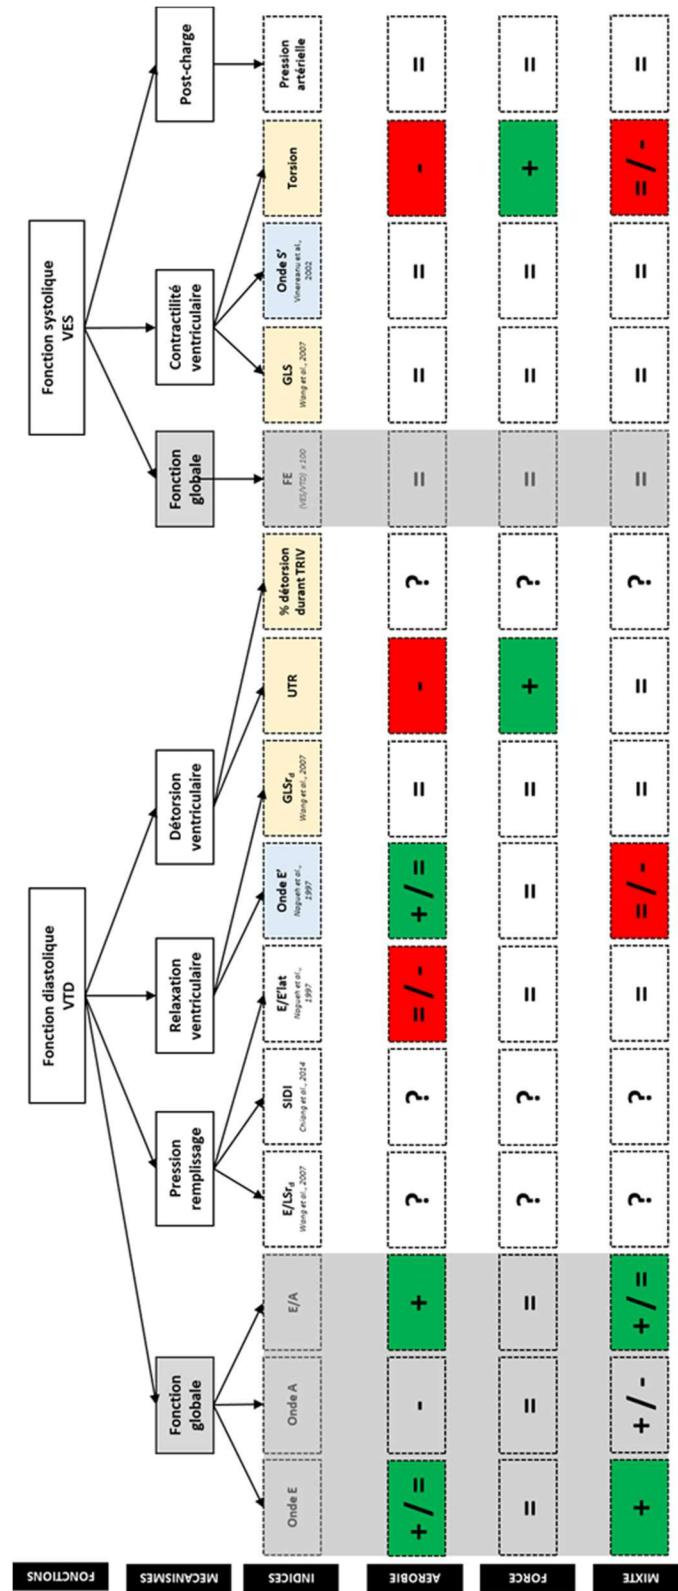 FONCTIONS
Fonction diastolique
VTD
Fonction systolique
VES
MECANISMES
Fonction
globale
Pression
remplissage
Relaxation
ventriculaire
Détorsion
ventriculaire
Fonction
globale
Contractilité
ventriculaire
Post-charge
INDICES
Onde E
Onde A
E/A
E/LSrd
Wang et al., 2007
SIDI
Chiang et al., 2014
E/E'lat
Nagueh et al.,
1997
Onde E'
Nagueh et al.,
1997
GLSrd
Wang et al., 2007
UTR
% détorsion
durant TRIV
FE
(VES/VTD) x 100
GLS
Wang et al., 2007
Onde S'
Vinereanu et al.,
2002
Torsion
Pression
artérielle
AEROBIE
+ / =
-
+
?
?
= / -
+ / =
=
-
?
=
=
=
-
=
FORCE
=
=
=
?
?
=
=
=
+
?
=
=
=
+
=
MIXTE
+
+ / -
+ / =
?
?
=
= / -
=
=
?
=
=
=
= / -
=